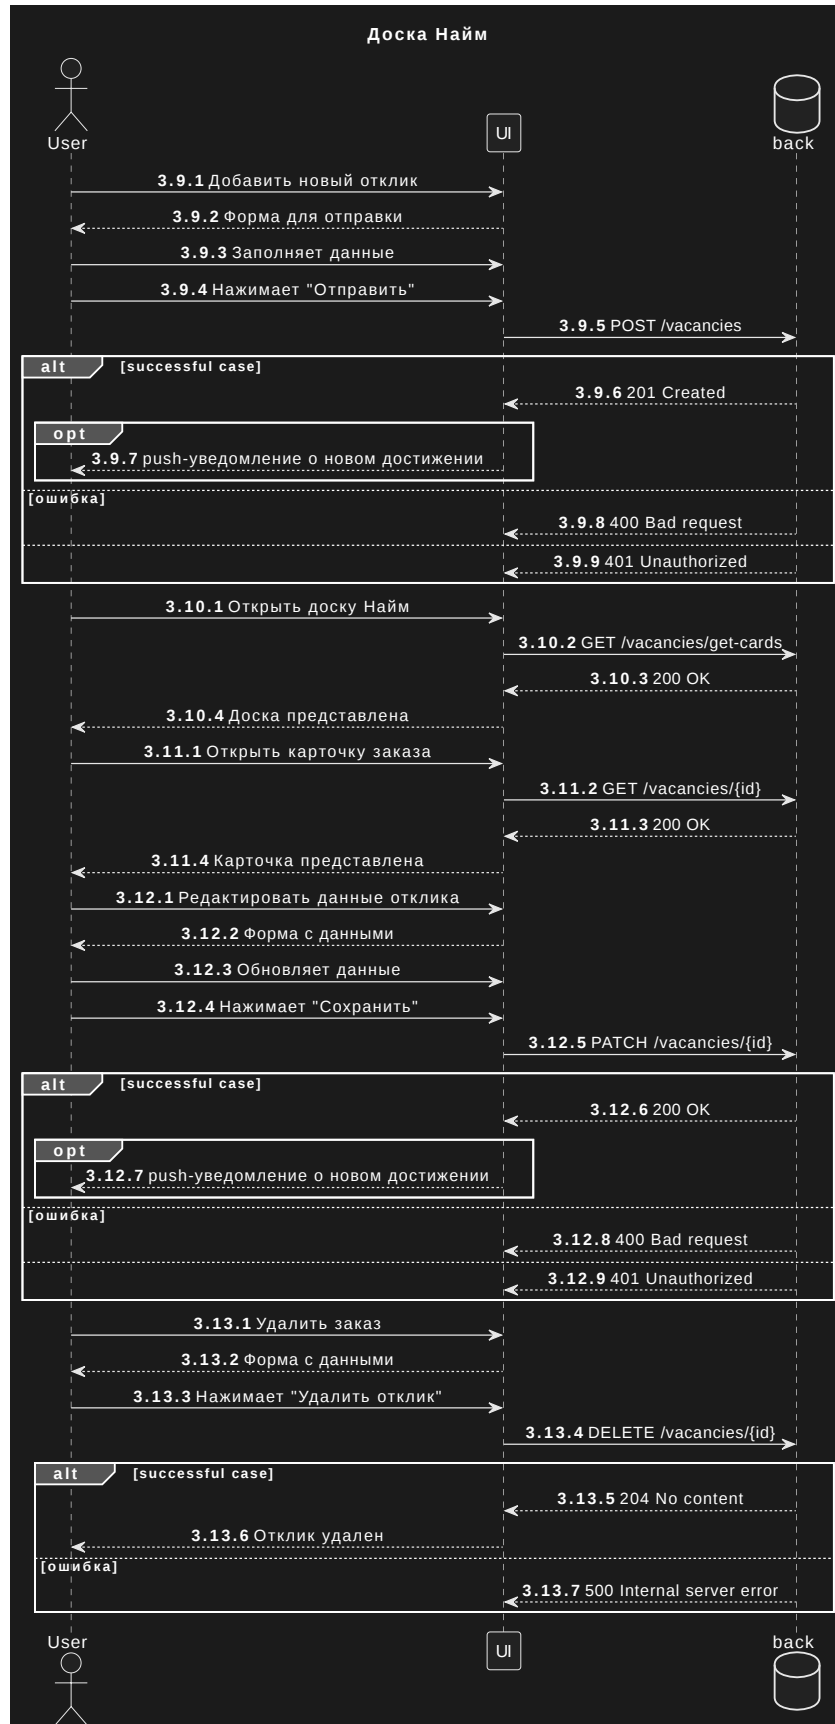 Доска Найм
User
UI
back
3.9.1 Добавить новый отклик
3.9.2 Форма для отправки
3.9.3 Заполняет данные
3.9.4 Нажимает "Отправить"
3.9.5 POST /vacancies
alt [successful case]
3.9.6 201 Created
opt
3.9.7 push-уведомление о новом достижении
[ошибка]
3.9.8 400 Bad request
3.9.9 401 Unauthorized
3.10.1 Открыть доску Найм
3.10.2 GET /vacancies/get-cards
3.10.3 200 OK
3.10.4 Доска представлена
3.11.1 Открыть карточку заказа
3.11.2 GET /vacancies/{id}
3.11.3 200 OK
3.11.4 Карточка представлена
3.12.1 Редактировать данные отклика
3.12.2 Форма с данными
3.12.3 Обновляет данные
3.12.4 Нажимает "Сохранить"
3.12.5 PATCH /vacancies/{id}
alt [successful case]
3.12.6 200 OK
opt
3.12.7 push-уведомление о новом достижении
[ошибка]
3.12.8 400 Bad request
3.12.9 401 Unauthorized
3.13.1 Удалить заказ
3.13.2 Форма с данными
3.13.3 Нажимает "Удалить отклик"
3.13.4 DELETE /vacancies/{id}
alt [successful case]
3.13.5 204 No content
3.13.6 Отклик удален
[ошибка]
3.13.7 500 Internal server error
User
UI
back